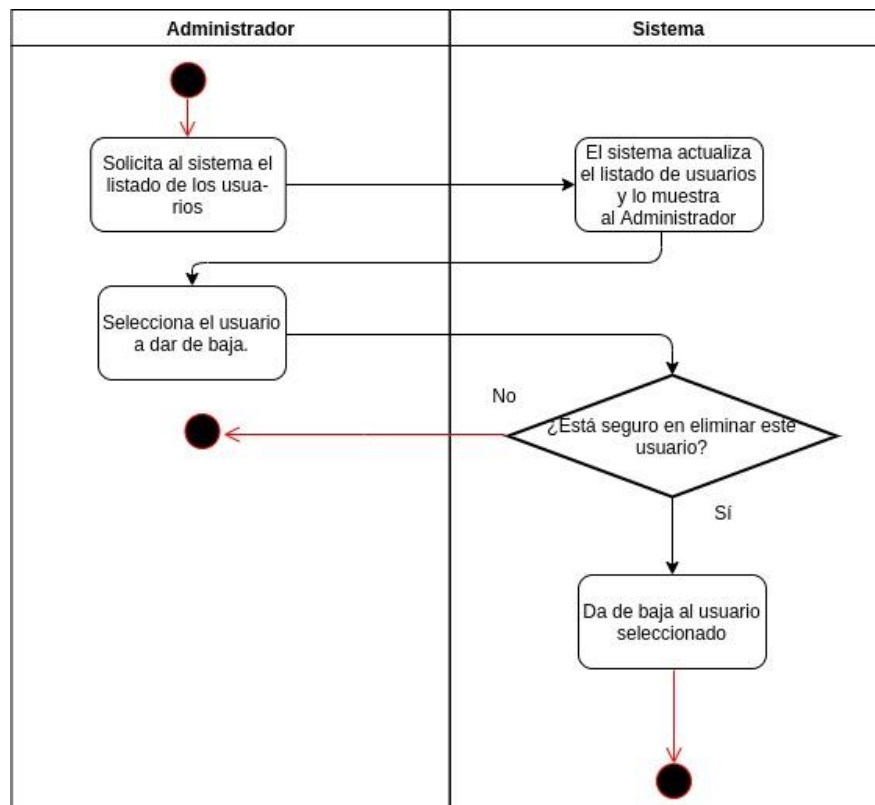 Administrador
Sistema
Solicita al sistema el
listado de los usua-
rios
El sistema actualiza
el listado de usuarios
y lo muestra
al Administrador
Selecciona el usuario
a dar de baja.
No
¿Está seguro en eliminar este
usuario?
Sí
Da de baja al usuario
seleccionado